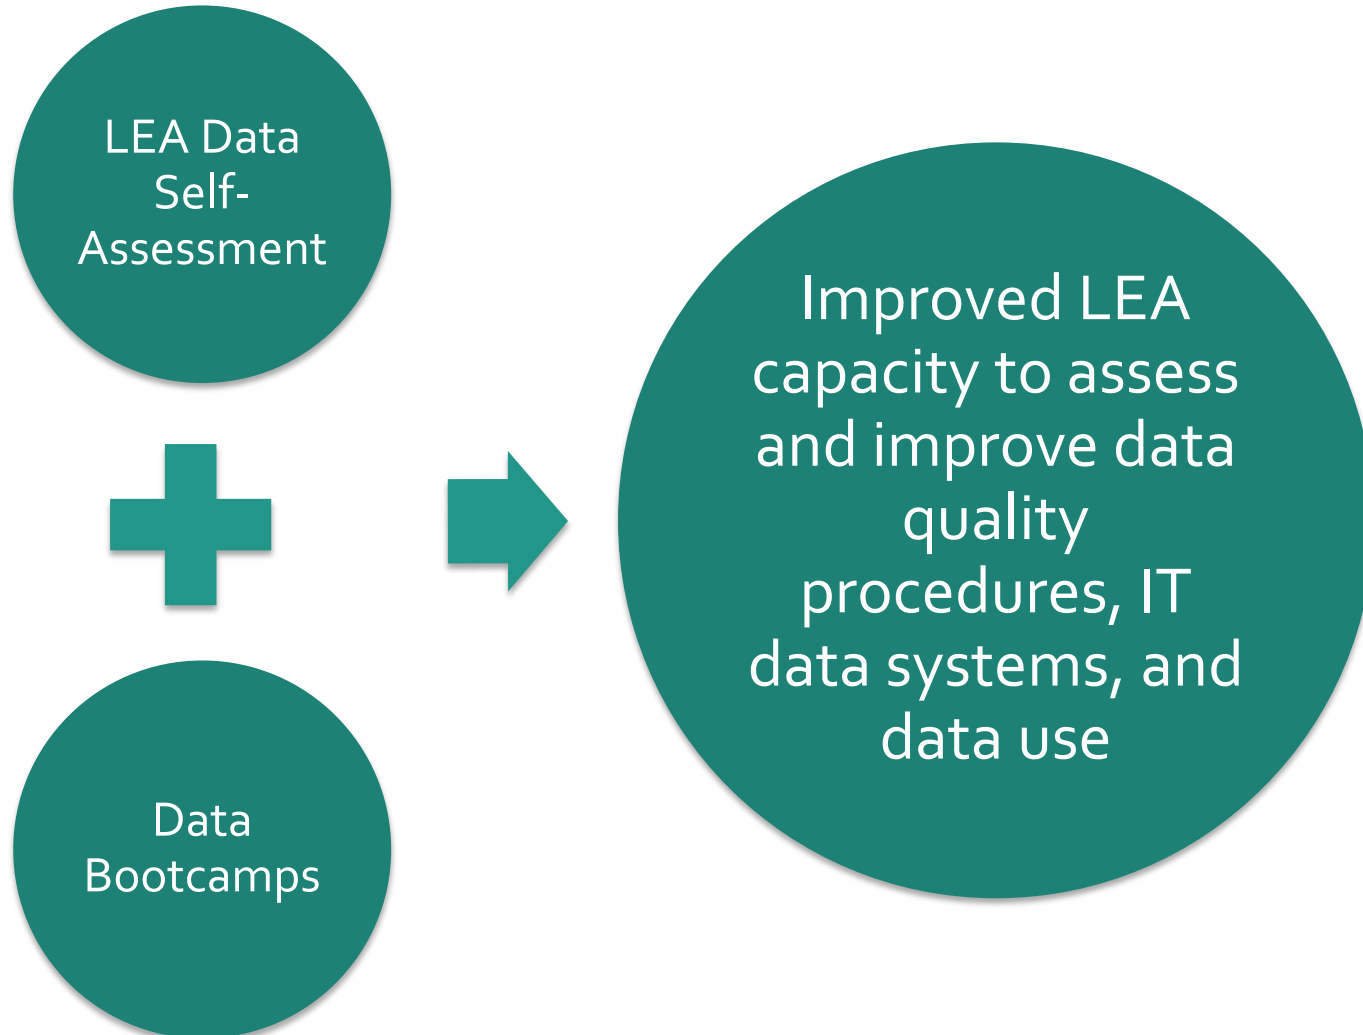 LEA Data
Self-
Assessment
Data
Bootcamps
Improved LEA
capacity to assess
and improve data
quality
procedures, IT
data systems, and
data use